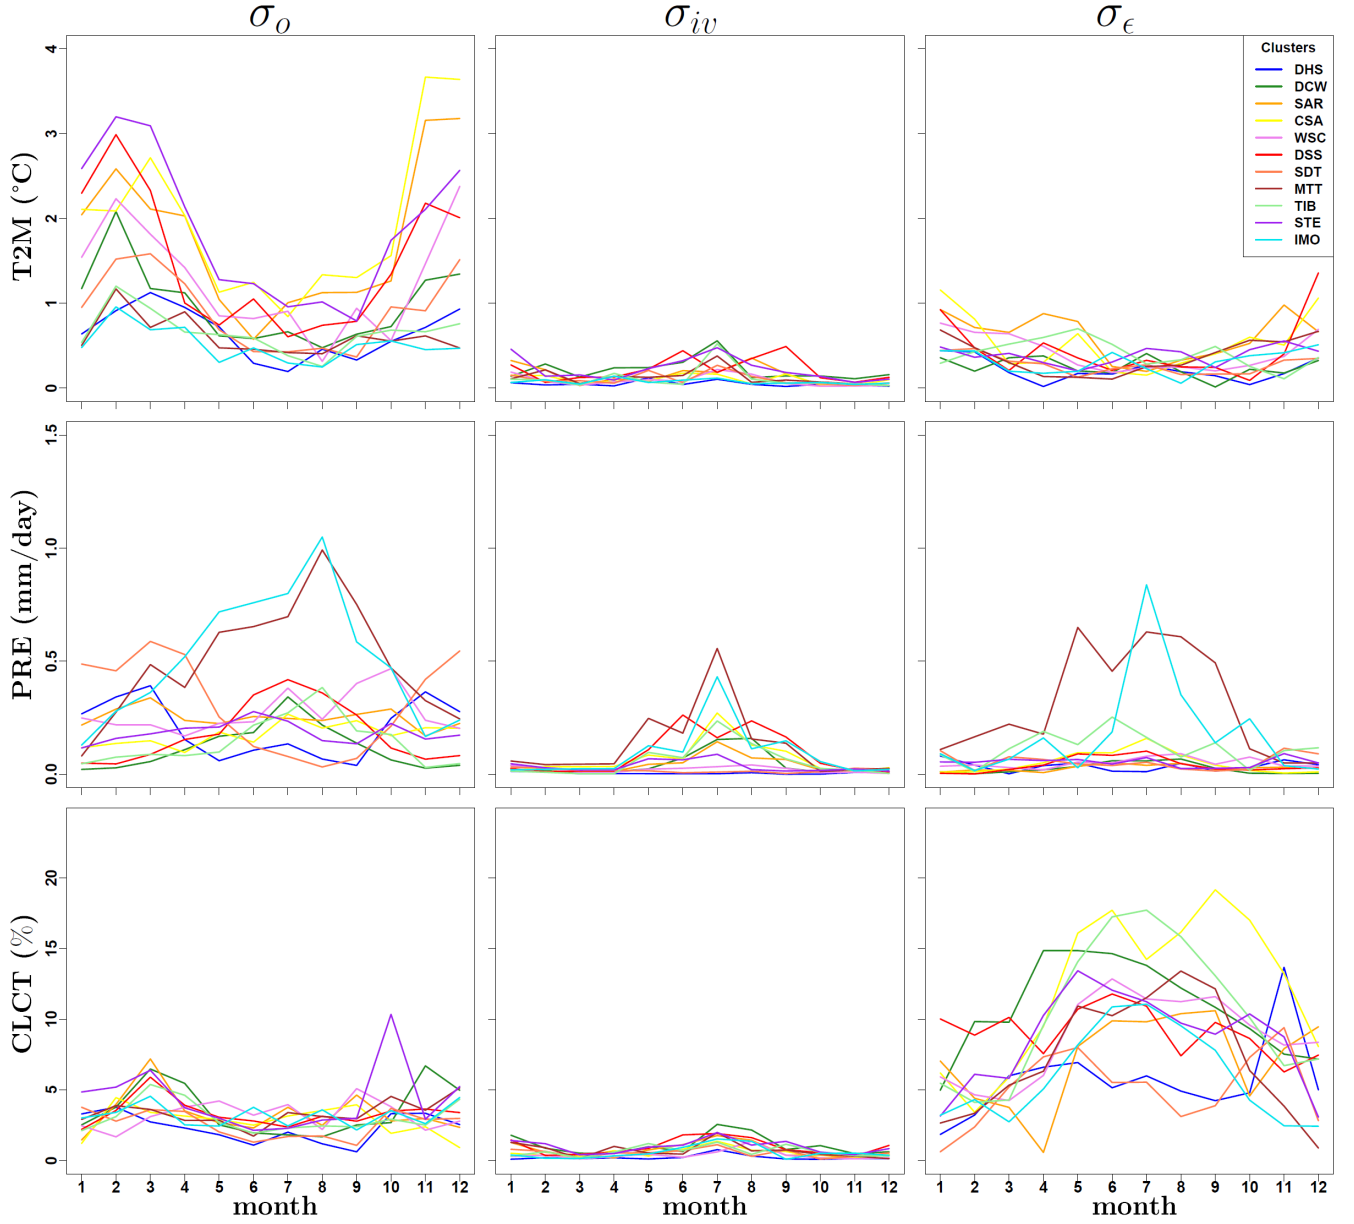 σₒ σᵢᵥ σ_ϵ
T2M (°C)
4
3
2
1
0
Clusters
DHS
DCW
SAR
CSA
WSC
DSS
SDT
MTT
TIB
STE
IMO
PRE (mm/day)
1.5
1.0
0.5
0.0
CLCT (%)
20
15
10
5
0
1 2 3 4 5 6 7 8 9 10 11 12
1 2 3 4 5 6 7 8 9 10 11 12
1 2 3 4 5 6 7 8 9 10 11 12
month month month